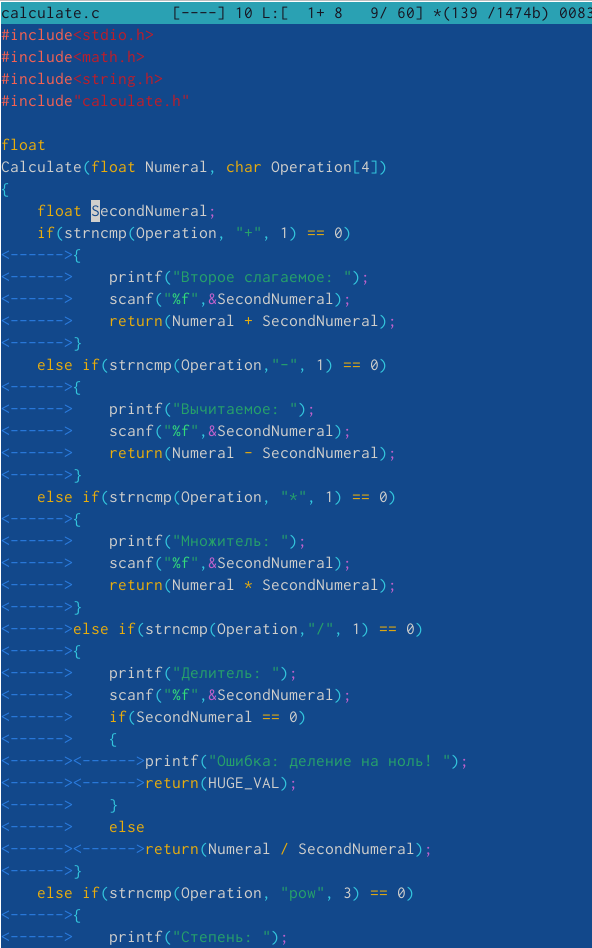 calculate.c [----] 10 L:[ 1+ 8 9/ 60] *(139 /1474b) 0083
#include<stdio.h>
#include<math.h>
#include<string.h>
#include"calculate.h"
float
Calculate(float Numeral, char Operation[4])
{
float SecondNumeral;
if(strncmp(Operation, "+", 1) == 0)
<------>{
<------> printf("Второе слагаемое: ");
<------> scanf("%f",&SecondNumeral);
<------> return(Numeral + SecondNumeral);
<------>}
else if(strncmp(Operation,"-", 1) == 0)
<------>{
<------> printf("Вычитаемое: ");
<------> scanf("%f",&SecondNumeral);
<------> return(Numeral - SecondNumeral);
<------>}
else if(strncmp(Operation, "*", 1) == 0)
<------>{
<------> printf("Множитель: ");
<------> scanf("%f",&SecondNumeral);
<------> return(Numeral * SecondNumeral);
<------>}
<------>else if(strncmp(Operation,"/", 1) == 0)
<------>{
<------> printf("Делитель: ");
<------> scanf("%f",&SecondNumeral);
<------> if(SecondNumeral == 0)
<------> {
<------><------>printf("Ошибка: деление на ноль! ");
<------><------>return(HUGE_VAL);
<------> }
<------> else
<------><------>return(Numeral / SecondNumeral);
<------>}
else if(strncmp(Operation, "pow", 3) == 0)
<------>{
<------> printf("Степень: ");